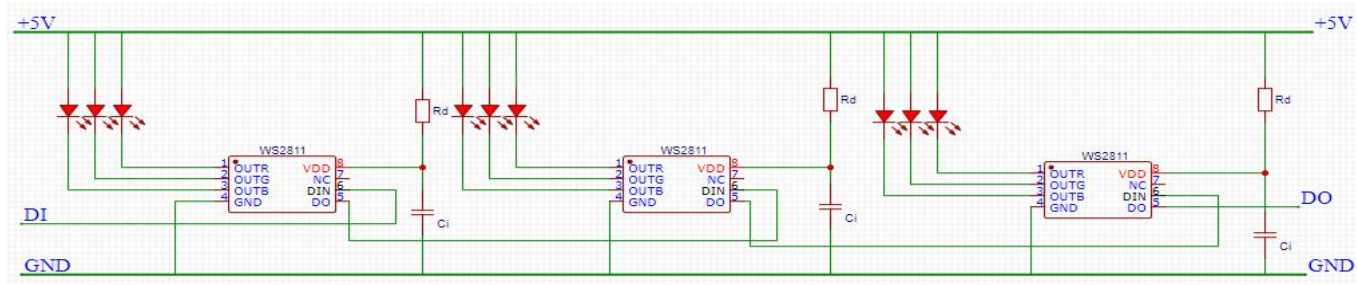 +5V +5V
Rd Rd Rd
WS2811 WS2811 WS2811
1 OUTR VDD 8
2 OUTG NC 7
3 OUTB DIN 6
4 GND DO 5
1 OUTR VDD 8
2 OUTG NC 7
3 OUTB DIN 6
4 GND DO 5
1 OUTR VDD 8
2 OUTG NC 7
3 OUTB DIN 6
4 GND DO 5
DI DO
Ci Ci Ci
GND GND